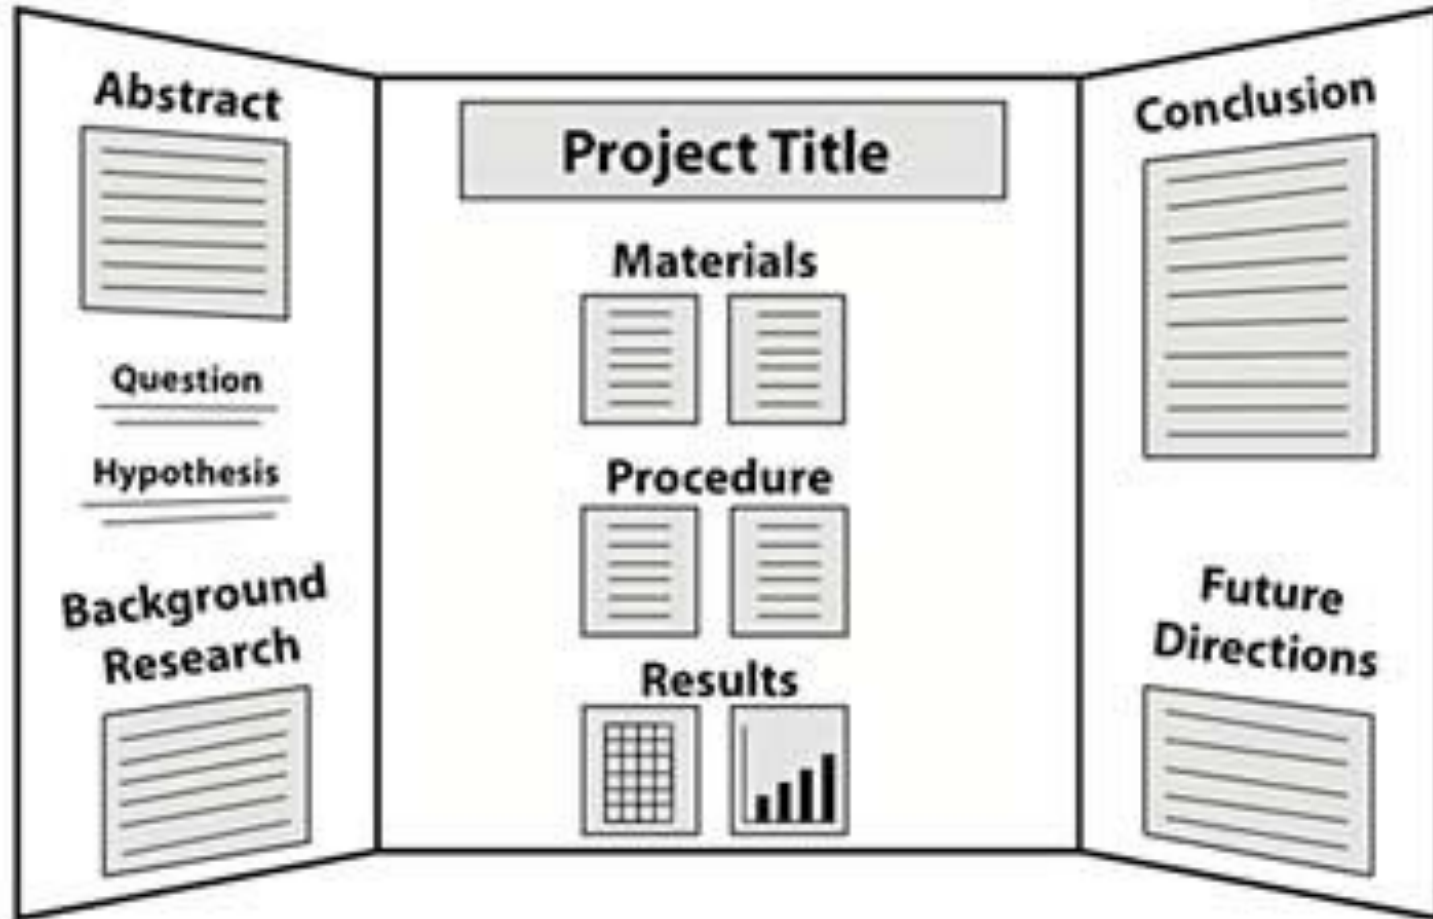 Abstract
Question
Hypothesis
Background
Research
Project Title
Materials
Procedure
Results
Conclusion
Future
Directions